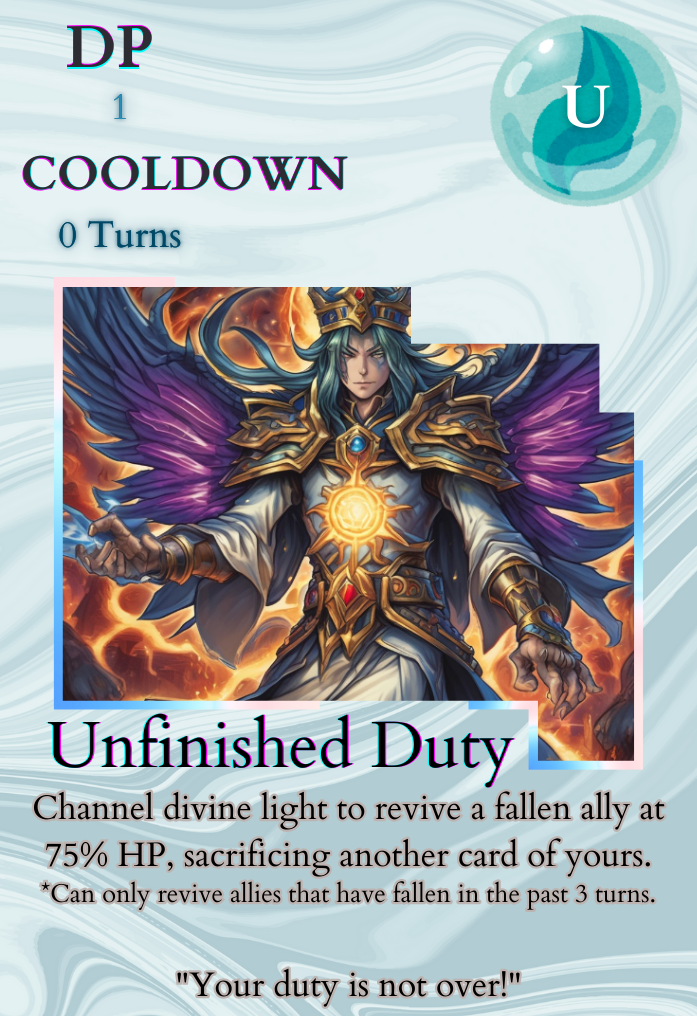 DP
1
U
COOLDOWN
0 Turns
Unfinished Duty
Channel divine light to revive a fallen ally at
75% HP, sacrificing another card of yours.
*Can only revive allies that have fallen in the past 3 turns.
"Your duty is not over!"